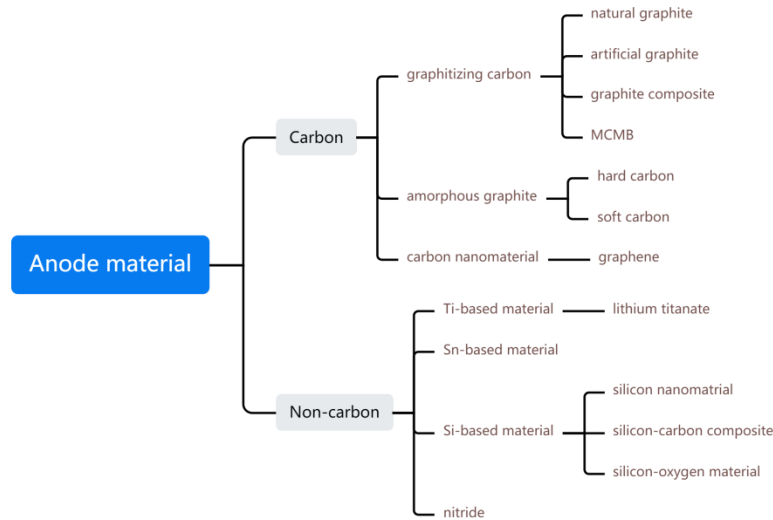 Anode material
Carbon
graphitizing carbon
natural graphite
artificial graphite
graphite composite
MCMB
amorphous graphite
hard carbon
soft carbon
carbon nanomaterial
graphene
Non-carbon
Ti-based material
lithium titanate
Sn-based material
Si-based material
silicon nanomatrial
silicon-carbon composite
silicon-oxygen material
nitride